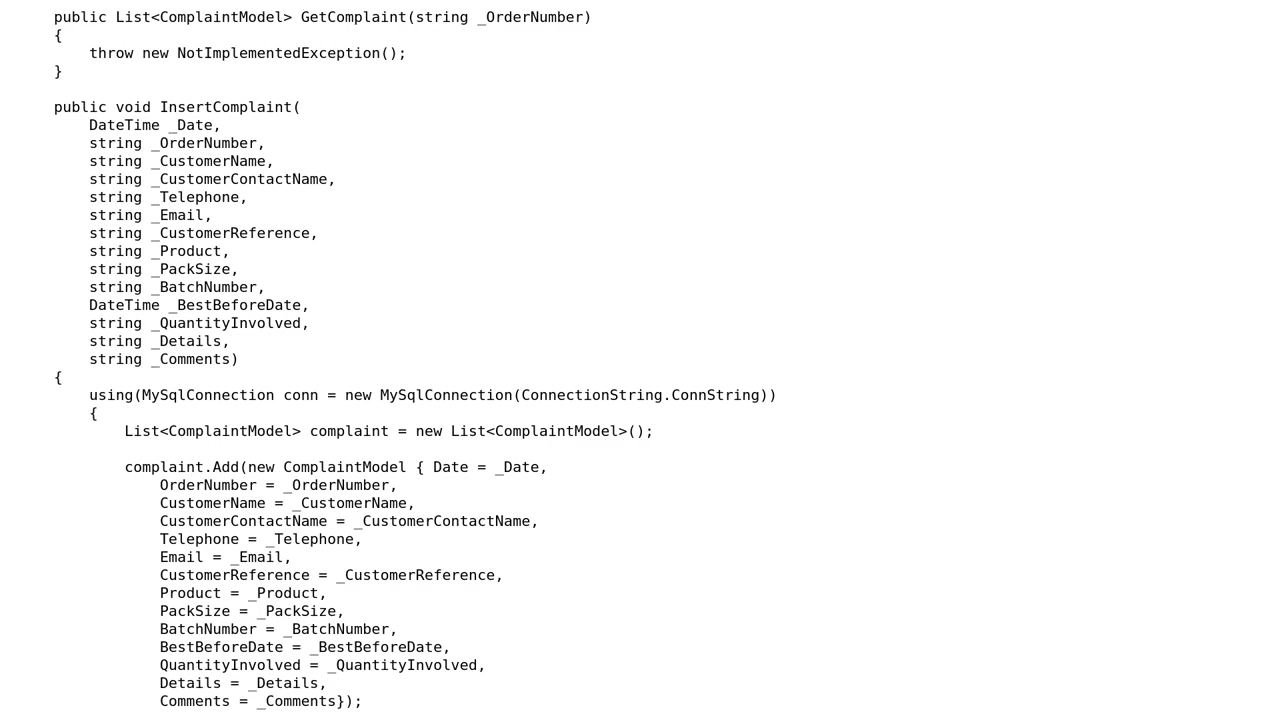 public List<ComplaintModel> GetComplaint(string _OrderNumber)
{
    throw new NotImplementedException();
}

public void InsertComplaint(
    DateTime _Date,
    string _OrderNumber,
    string _CustomerName,
    string _CustomerContactName,
    string _Telephone,
    string _Email,
    string _CustomerReference,
    string _Product,
    string _PackSize,
    string _BatchNumber,
    DateTime _BestBeforeDate,
    string _QuantityInvolved,
    string _Details,
    string _Comments)
{
    using(MySqlConnection conn = new MySqlConnection(ConnectionString.ConnString))
    {
        List<ComplaintModel> complaint = new List<ComplaintModel>();

        complaint.Add(new ComplaintModel { Date = _Date,
            OrderNumber = _OrderNumber,
            CustomerName = _CustomerName,
            CustomerContactName = _CustomerContactName,
            Telephone = _Telephone,
            Email = _Email,
            CustomerReference = _CustomerReference,
            Product = _Product,
            PackSize = _PackSize,
            BatchNumber = _BatchNumber,
            BestBeforeDate = _BestBeforeDate,
            QuantityInvolved = _QuantityInvolved,
            Details = _Details,
            Comments = _Comments});